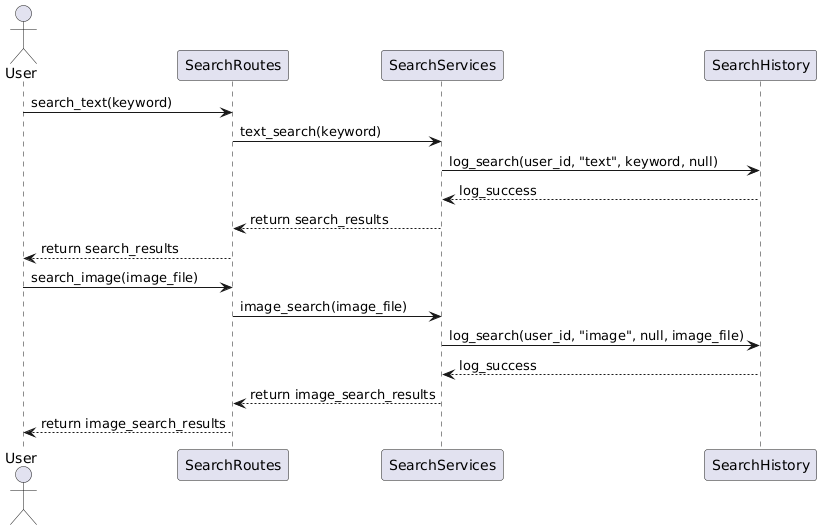 User
SearchRoutes
SearchServices
SearchHistory
search_text(keyword)
text_search(keyword)
log_search(user_id, "text", keyword, null)
log_success
return search_results
return search_results
search_image(image_file)
image_search(image_file)
log_search(user_id, "image", null, image_file)
log_success
return image_search_results
return image_search_results
User
SearchRoutes
SearchServices
SearchHistory